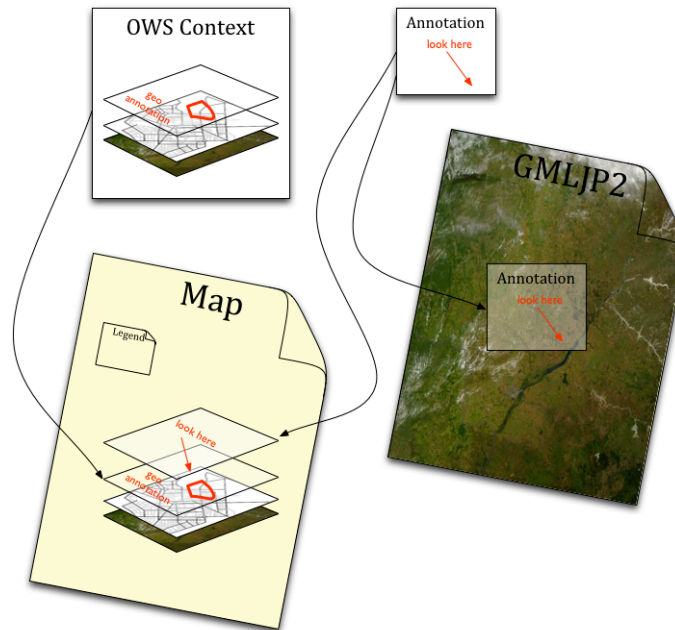 OWS Context
geo
annotation
Annotation
look here
GMLJP2
Annotation
look here
Map
Legend
look here
geo
annotation